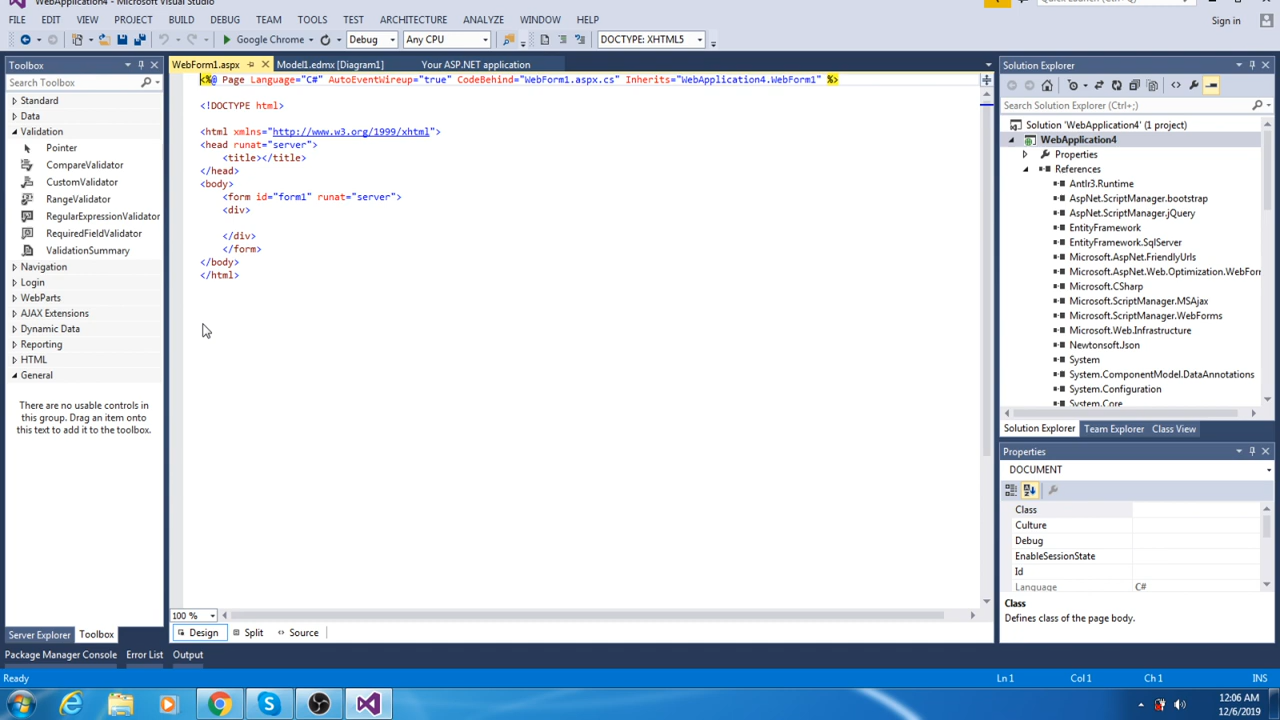 WebApplication4 - Microsoft Visual Studio
Quick Launch (Ctrl+Q)
FILE EDIT VIEW PROJECT BUILD DEBUG TEAM TOOLS TEST ARCHITECTURE ANALYZE WINDOW HELP
Sign in
Google Chrome Debug Any CPU DOCTYPE: XHTML5
Toolbox
Search Toolbox
Standard
Data
Validation
Pointer
CompareValidator
CustomValidator
RangeValidator
RegularExpressionValidator
RequiredFieldValidator
ValidationSummary
Navigation
Login
WebParts
AJAX Extensions
Dynamic Data
Reporting
HTML
General
There are no usable controls in
this group. Drag an item onto
this text to add it to the toolbox.
Server Explorer Toolbox
WebForm1.aspx Model1.edmx [Diagram1] Your ASP.NET application
<%@ Page Language="C#" AutoEventWireup="true" CodeBehind="WebForm1.aspx.cs" Inherits="WebApplication4.WebForm1" %>
<!DOCTYPE html>
<html xmlns="http://www.w3.org/1999/xhtml">
<head runat="server">
<title></title>
</head>
<body>
<form id="form1" runat="server">
<div>
</div>
</form>
</body>
</html>
100 %
Design Split Source
Solution Explorer
Search Solution Explorer (Ctrl+;)
Solution 'WebApplication4' (1 project)
WebApplication4
Properties
References
Antlr3.Runtime
AspNet.ScriptManager.bootstrap
AspNet.ScriptManager.jQuery
EntityFramework
EntityFramework.SqlServer
Microsoft.AspNet.FriendlyUrls
Microsoft.AspNet.Web.Optimization.WebForm
Microsoft.CSharp
Microsoft.ScriptManager.MSAjax
Microsoft.ScriptManager.WebForms
Microsoft.Web.Infrastructure
Newtonsoft.Json
System
System.ComponentModel.DataAnnotations
System.Configuration
System.Core
Solution Explorer Team Explorer Class View
Properties
DOCUMENT
Class
Culture
Debug
EnableSessionState
Id
Language C#
Class
Defines class of the page body.
Package Manager Console Error List Output
Ready Ln 1 Col 1 Ch 1 INS
12:06 AM
12/6/2019